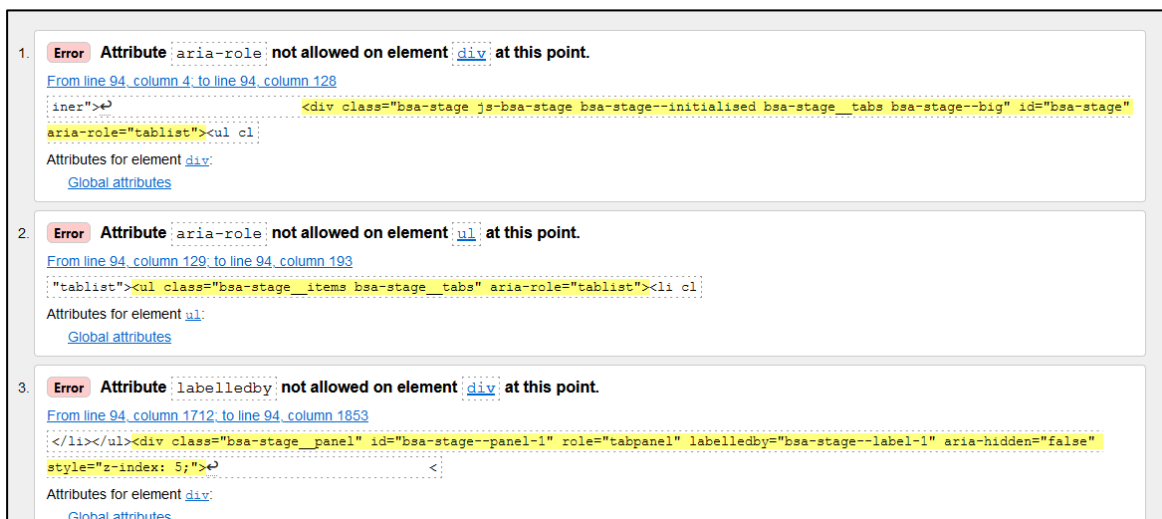 1. Error Attribute aria-role not allowed on element div at this point.
From line 94, column 4; to line 94, column 128
iner">↩ <div class="bsa-stage js-bsa-stage bsa-stage--initialised bsa-stage__tabs bsa-stage--big" id="bsa-stage"
aria-role="tablist"><ul cl
Attributes for element div:
Global attributes
2. Error Attribute aria-role not allowed on element ul at this point.
From line 94, column 129; to line 94, column 193
"tablist"><ul class="bsa-stage__items bsa-stage__tabs" aria-role="tablist"><li cl
Attributes for element ul:
Global attributes
3. Error Attribute labelledby not allowed on element div at this point.
From line 94, column 1712; to line 94, column 1853
</li></ul><div class="bsa-stage__panel" id="bsa-stage--panel-1" role="tabpanel" labelledby="bsa-stage--label-1" aria-hidden="false"
style="z-index: 5;">↩ <
Attributes for element div:
Global attributes